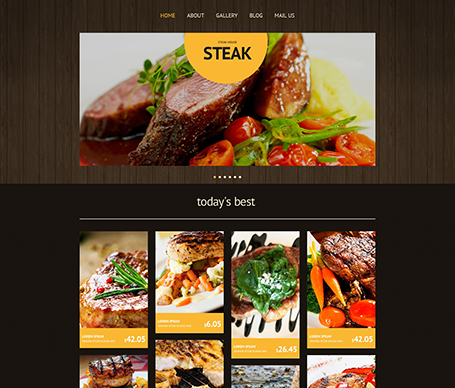 HOME ABOUT GALLERY BLOG MAIL US
STEAK HOUSE
STEAK
today's best
LOREM IPSUM
$42.05
LOREM IPSUM
$6.05
LOREM IPSUM
$26.45
LOREM IPSUM
$42.05